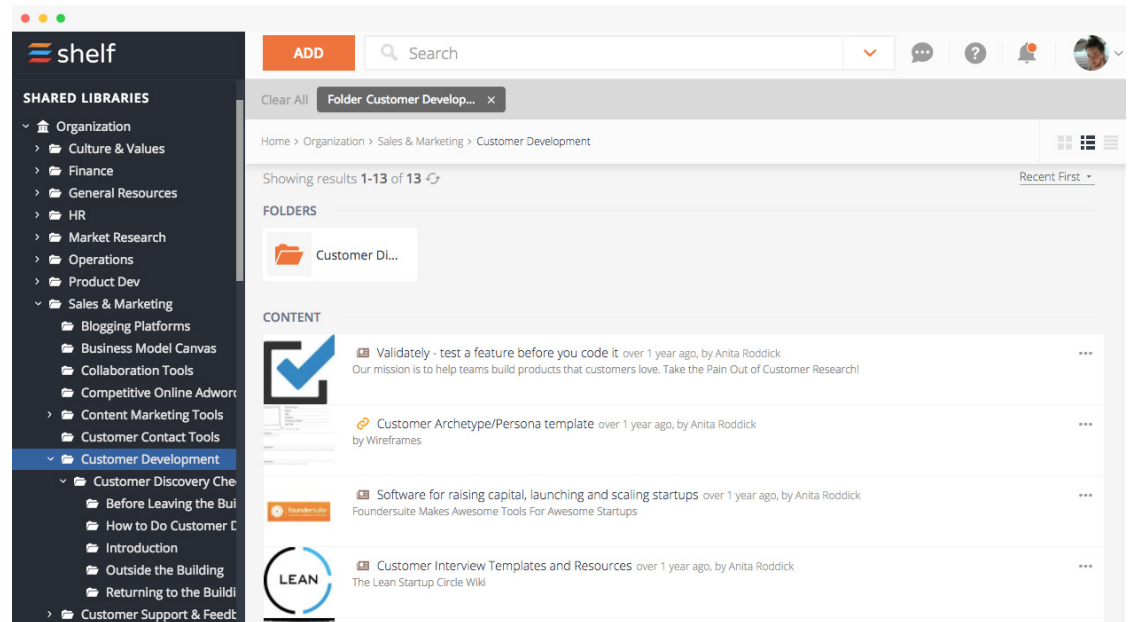 shelf
ADD
Search
SHARED LIBRARIES
Organization
Culture & Values
Finance
General Resources
HR
Market Research
Operations
Product Dev
Sales & Marketing
Blogging Platforms
Business Model Canvas
Collaboration Tools
Competitive Online Adwor
Content Marketing Tools
Customer Contact Tools
Customer Development
Customer Discovery Che
Before Leaving the Bui
How to Do Customer D
Introduction
Outside the Building
Returning to the Buildi
Customer Support & Feedb
Clear All Folder Customer Develop... ×
Home > Organization > Sales & Marketing > Customer Development
Showing results 1-13 of 13
Recent First
FOLDERS
Customer Di...
CONTENT
Validately - test a feature before you code it over 1 year ago, by Anita Roddick
Our mission is to help teams build products that customers love. Take the Pain Out of Customer Research!
Customer Archetype/Persona template over 1 year ago, by Anita Roddick
by Wireframes
foundersuite
Software for raising capital, launching and scaling startups over 1 year ago, by Anita Roddick
Foundersuite Makes Awesome Tools For Awesome Startups
LEAN
Customer Interview Templates and Resources over 1 year ago, by Anita Roddick
The Lean Startup Circle Wiki